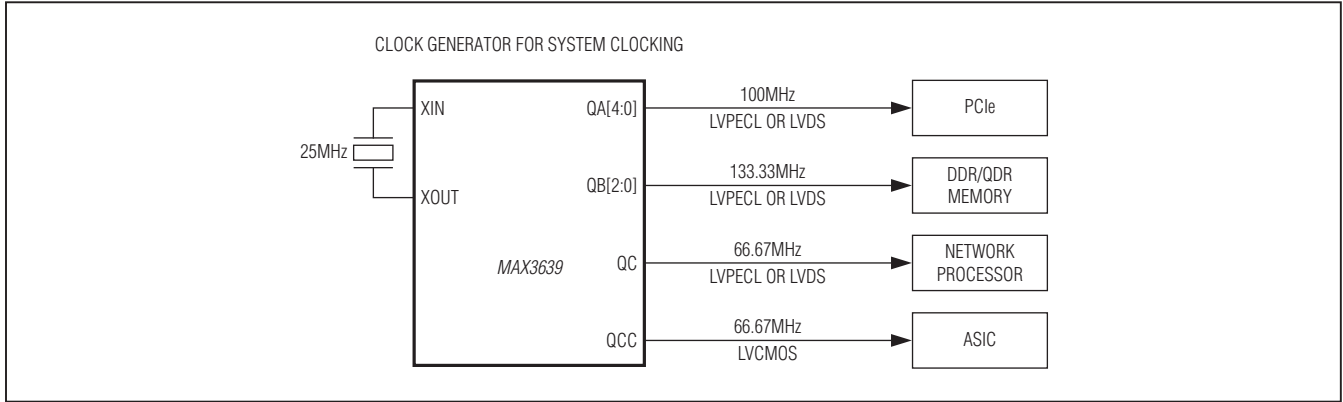 CLOCK GENERATOR FOR SYSTEM CLOCKING
25MHz
XIN
XOUT
MAX3639
QA[4:0]
100MHz
LVPECL OR LVDS
PCIe
QB[2:0]
133.33MHz
LVPECL OR LVDS
DDR/QDR
MEMORY
QC
66.67MHz
LVPECL OR LVDS
NETWORK
PROCESSOR
QCC
66.67MHz
LVCMOS
ASIC